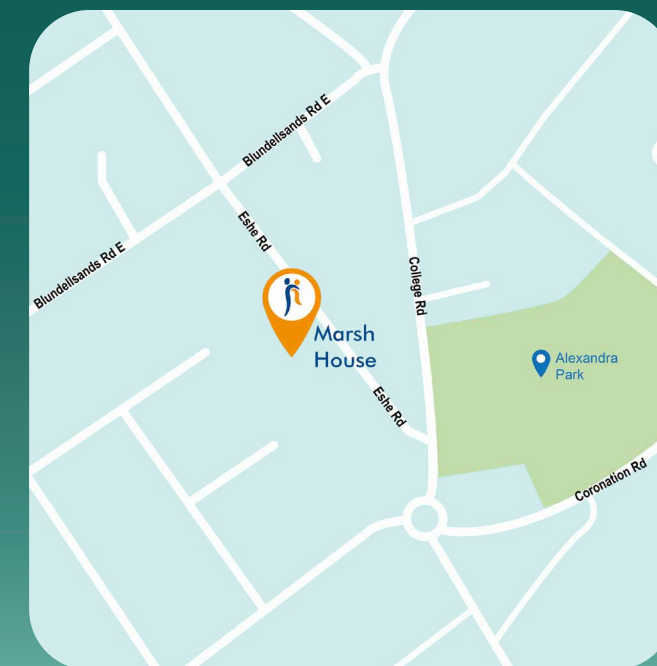 Blundellsands Rd E
Eshe Rd
Blundellsands Rd E
College Rd
Marsh
House
Alexandra
Park
Eshe Rd
Coronation Rd